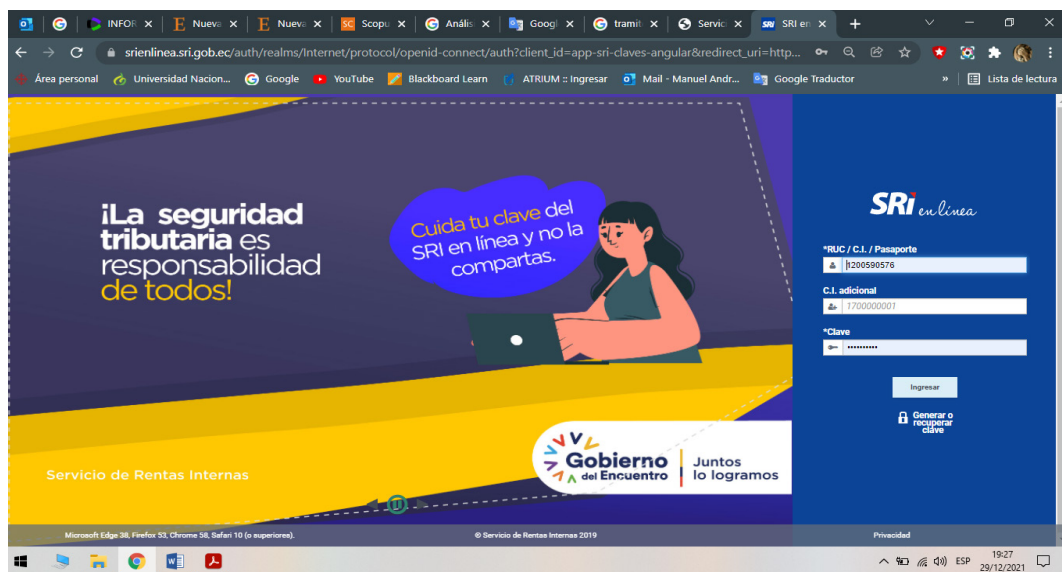 INFOR
Nueva
Nueva
Scopu
Anális
Googl
tramit
Servic
SRI en
srienlinea.sri.gob.ec/auth/realms/Internet/protocol/openid-connect/auth?client_id=app-sri-claves-angular&redirect_uri=http...
Área personal
Universidad Nacion...
Google
YouTube
Blackboard Learn
ATRIUM :: Ingresar
Mail - Manuel Andr...
Google Traductor
»
Lista de lectura
¡La seguridad
tributaria es
responsabilidad
de todos!
Cuida tu clave del
SRI en línea y no la
compartas.
Servicio de Rentas Internas
Gobierno
del Encuentro
Juntos
lo logramos
SRi en línea
*RUC / C.I. / Pasaporte
1200590576
C.I. adicional
1700000001
*Clave
••••••••••
Ingresar
Generar o
recuperar
clave
Microsoft Edge 38, Firefox 53, Chrome 58, Safari 10 (o superiores).
© Servicio de Rentas Internas 2019
Privacidad
ESP
19:27
29/12/2021